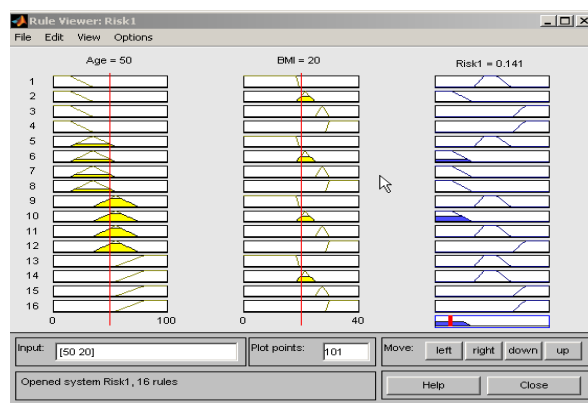 Rule Viewer: Risk1
File Edit View Options
Age = 50 BMI = 20 Risk1 = 0.141
1
2
3
4
5
6
7
8
9
10
11
12
13
14
15
16
0 100 0 40
Input: [50 20] Plot points: 101 Move: left right down up
Opened system Risk1, 16 rules Help Close